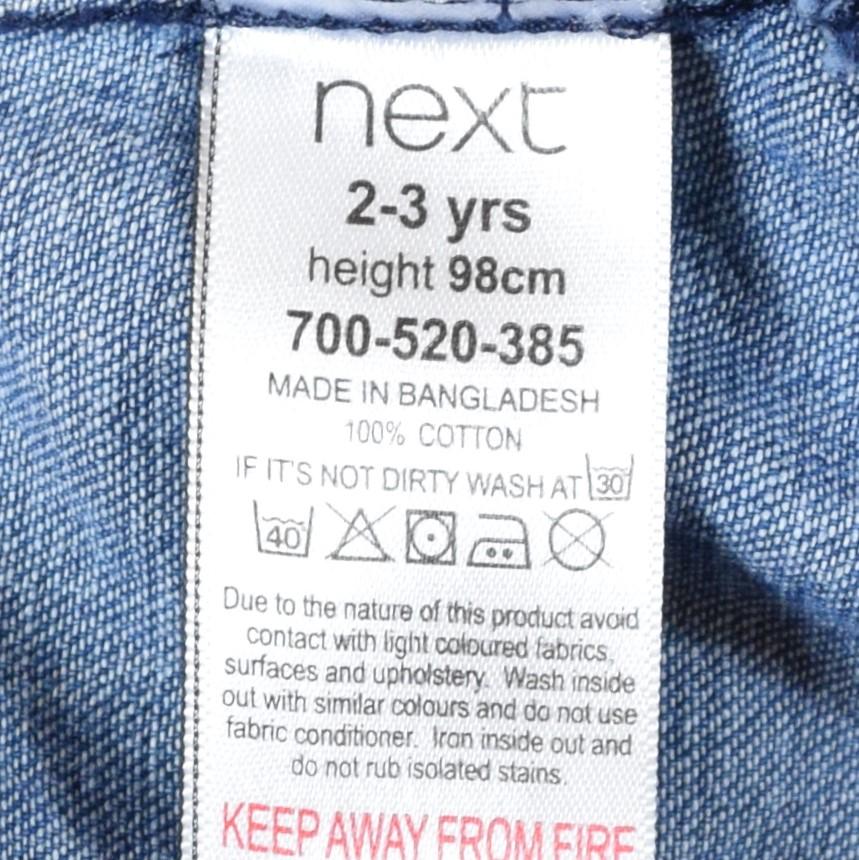 next
2-3 yrs
height 98cm
700-520-385
MADE IN BANGLADESH
100% COTTON
IF IT'S NOT DIRTY WASH AT 30
40
Due to the nature of this product avoid
contact with light coloured fabrics,
surfaces and upholstery. Wash inside
out with similar colours and do not use
fabric conditioner. Iron inside out and
do not rub isolated stains.
KEEP AWAY FROM FIRE